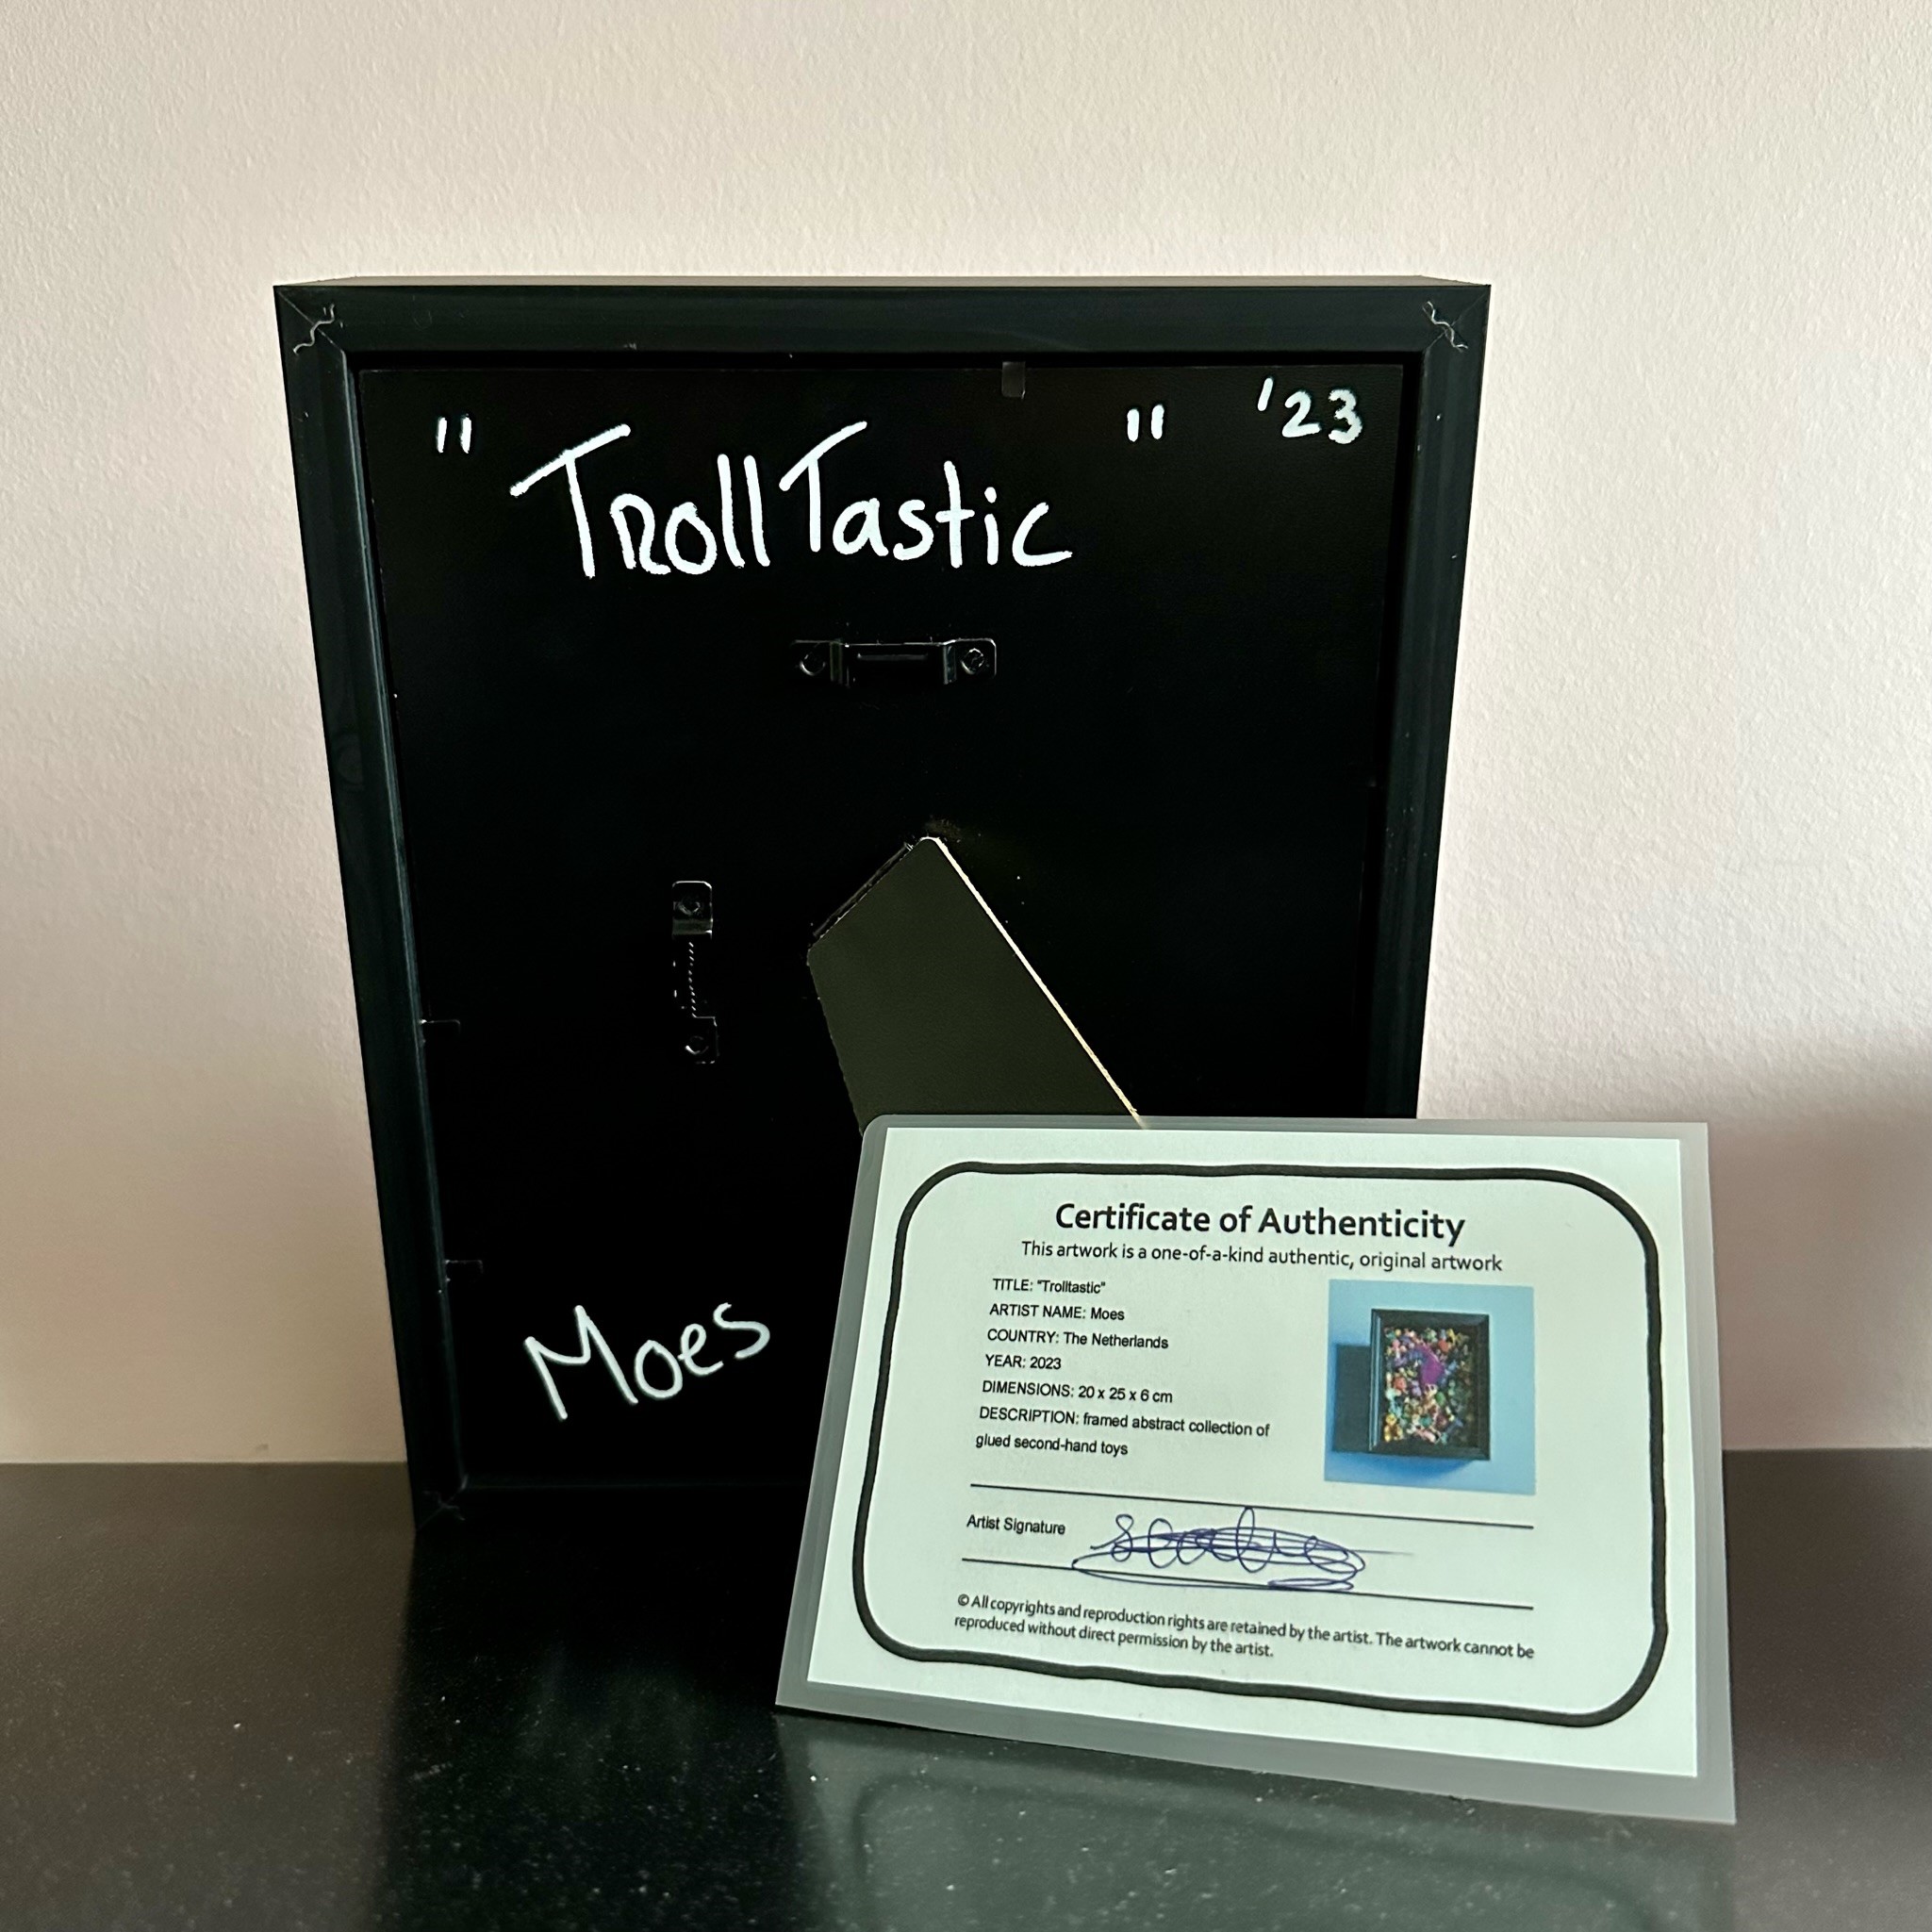 " TrollTastic " '23
Moes
Certificate of Authenticity
This artwork is a one-of-a-kind authentic, original artwork
TITLE: "Trolltastic"
ARTIST NAME: Moes
COUNTRY: The Netherlands
YEAR: 2023
DIMENSIONS: 20 x 25 x 6 cm
DESCRIPTION: framed abstract collection of
glued second-hand toys
Artist Signature
© All copyrights and reproduction rights are retained by the artist. The artwork cannot be
reproduced without direct permission by the artist.